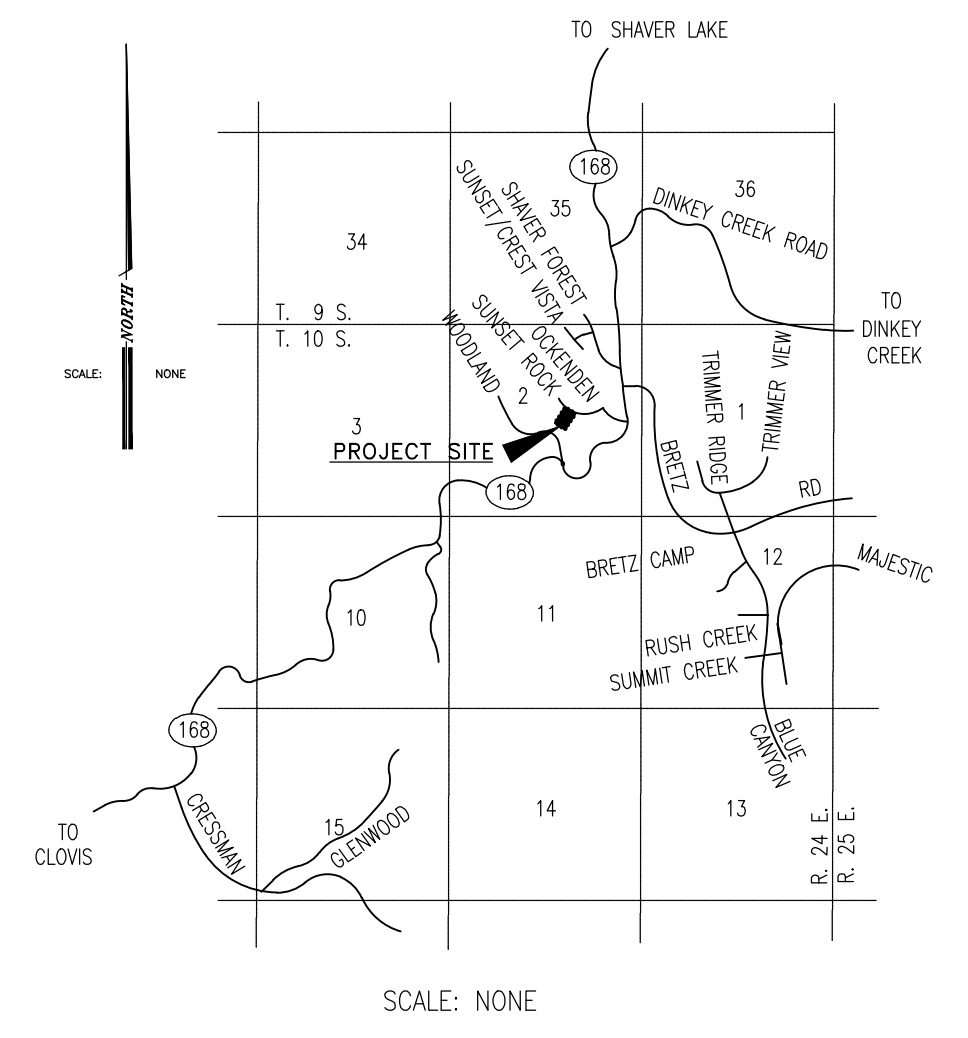 TO SHAVER LAKE
168
36
35
34
DINKEY CREEK ROAD
SHAVER FOREST
SUNSET/CREST VISTA
NORTH
SCALE: NONE
T. 9 S.
T. 10 S.
TO
DINKEY
CREEK
OCKENDEN
SUNSET ROCK
WOODLAND
2
3
1
TRIMMER RIDGE
TRIMMER VIEW
PROJECT SITE
168
BRETZ
RD
BRETZ CAMP
12
MAJESTIC
10
11
RUSH CREEK
SUMMIT CREEK
168
BLUE
CANYON
TO
CLOVIS
CRESSMAN
15
GLENWOOD
14
13
R. 24 E.
R. 25 E.
SCALE: NONE